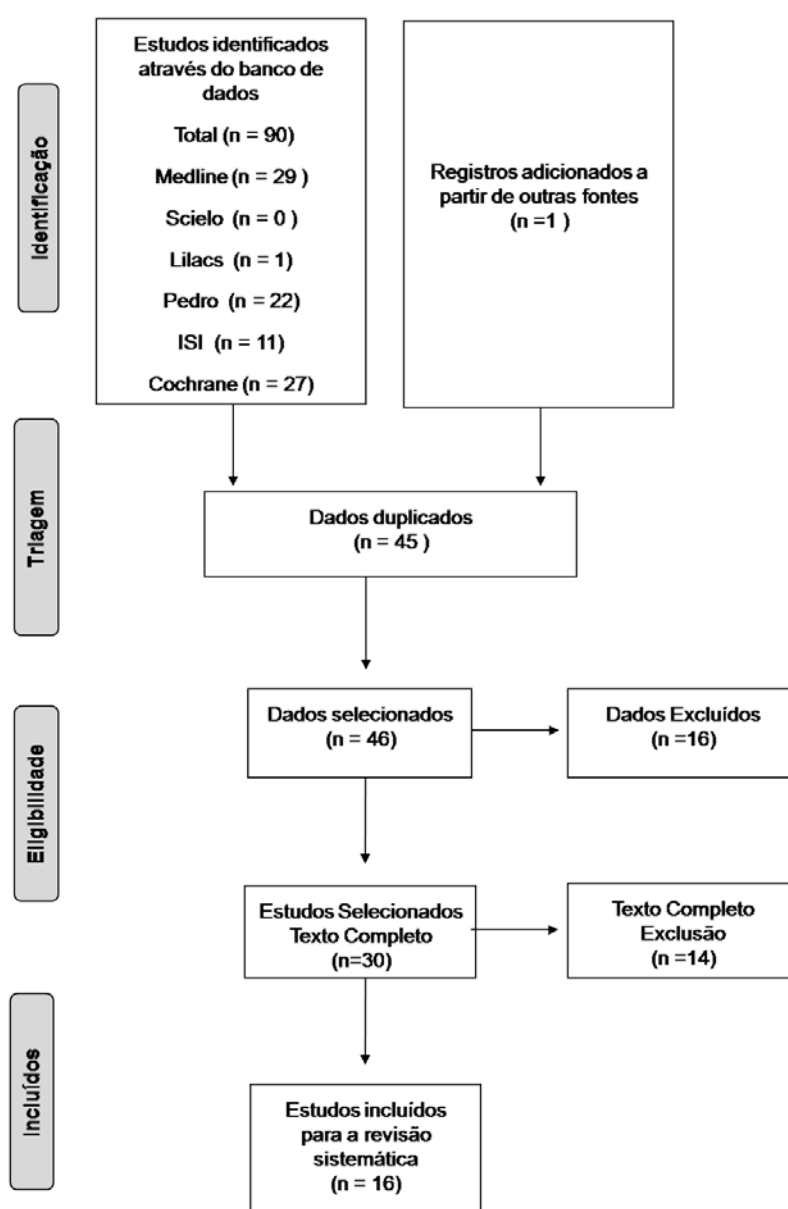 Identificação
Estudos identificados
através do banco de
dados
Total (n = 90)
Medline (n = 29 )
Scielo (n = 0 )
Lilacs (n = 1)
Pedro (n = 22)
ISI (n = 11)
Cochrane (n = 27)
Registros adicionados a
partir de outras fontes
(n =1 )
Triagem
Dados duplicados
(n = 45 )
Eligibilidade
Dados selecionados
(n = 46)
Dados Excluídos
(n =16)
Estudos Selecionados
Texto Completo
(n=30)
Texto Completo
Exclusão
(n =14)
Incluídos
Estudos incluídos
para a revisão
sistemática
(n = 16)